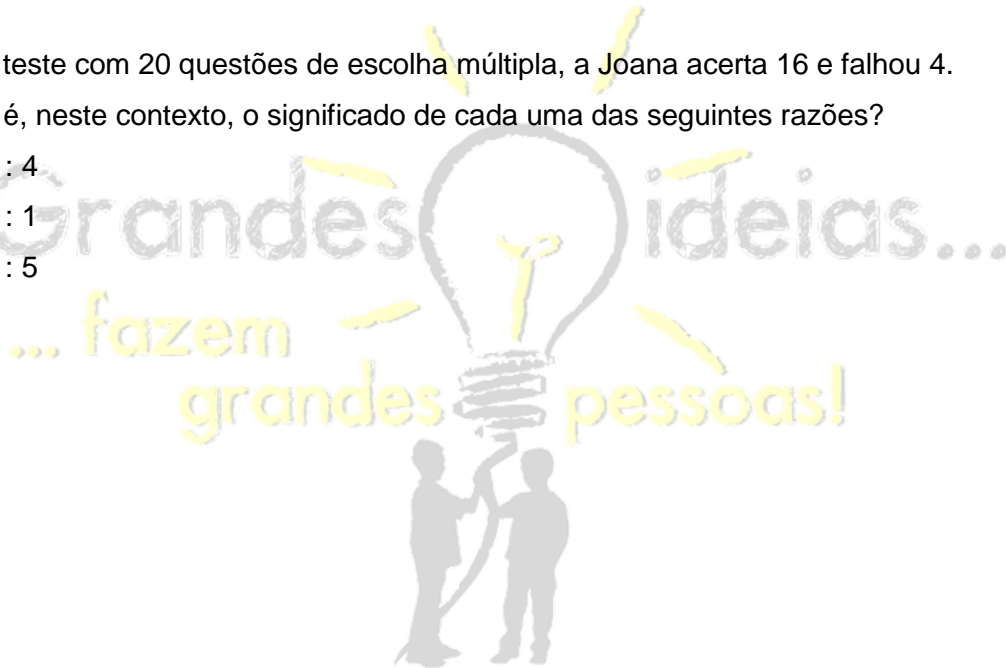 teste com 20 questões de escolha múltipla, a Joana acerta 16 e falhou 4.
é, neste contexto, o significado de cada uma das seguintes razões?
: 4
: 1
: 5
Grandes ideias...
... fazem
grandes pessoas!